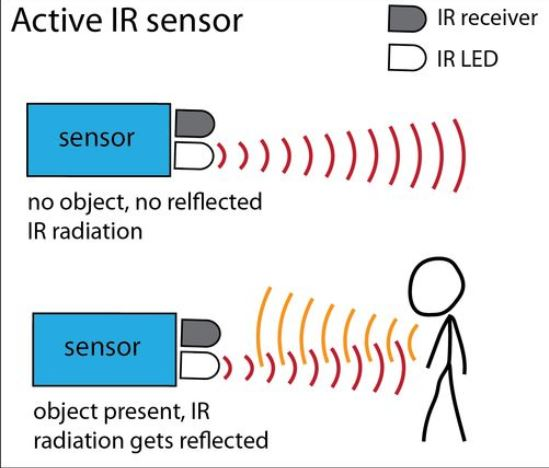 Active IR sensor
IR receiver
IR LED
sensor
no object, no relflected
IR radiation
sensor
object present, IR
radiation gets reflected